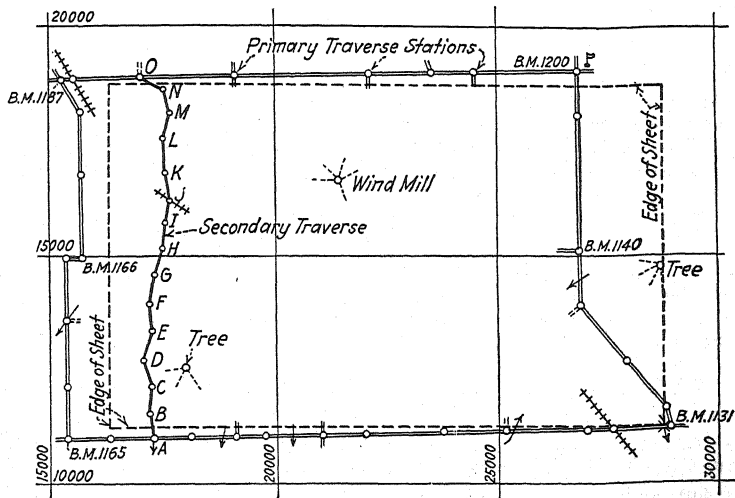 20000
Primary Traverse Stations
O
B.M.1200
P
B.M.1187
N
M
L
K
Wind Mill
Edge of Sheet
J
I
Secondary Traverse
H
15000
B.M.1166
B.M.1140
G
Tree
F
E
Tree
D
Edge of Sheet
C
B
B.M.1131
B.M.1165
A
15000
10000
20000
25000
30000